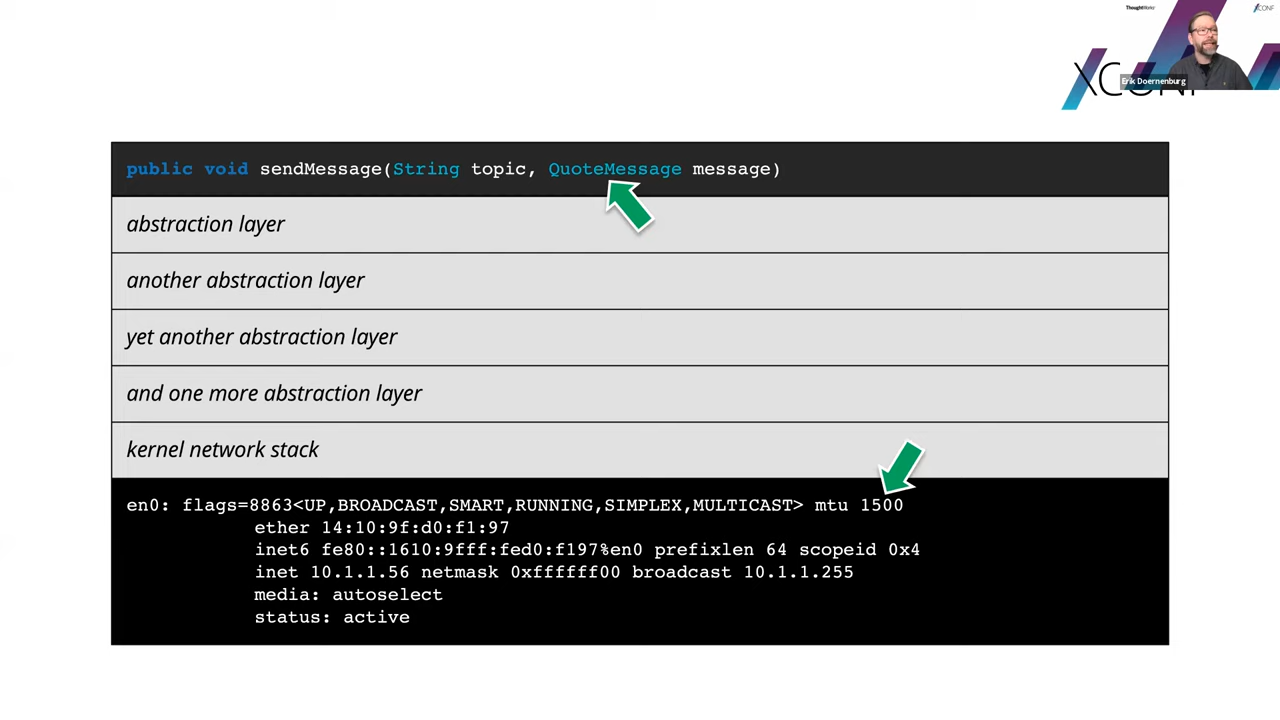 ThoughtWorks
XCONF
XCONF
Erik Doernenburg
public void sendMessage(String topic, QuoteMessage message)
abstraction layer
another abstraction layer
yet another abstraction layer
and one more abstraction layer
kernel network stack
en0: flags=8863<UP,BROADCAST,SMART,RUNNING,SIMPLEX,MULTICAST> mtu 1500
ether 14:10:9f:d0:f1:97
inet6 fe80::1610:9fff:fed0:f197%en0 prefixlen 64 scopeid 0x4
inet 10.1.1.56 netmask 0xffffff00 broadcast 10.1.1.255
media: autoselect
status: active